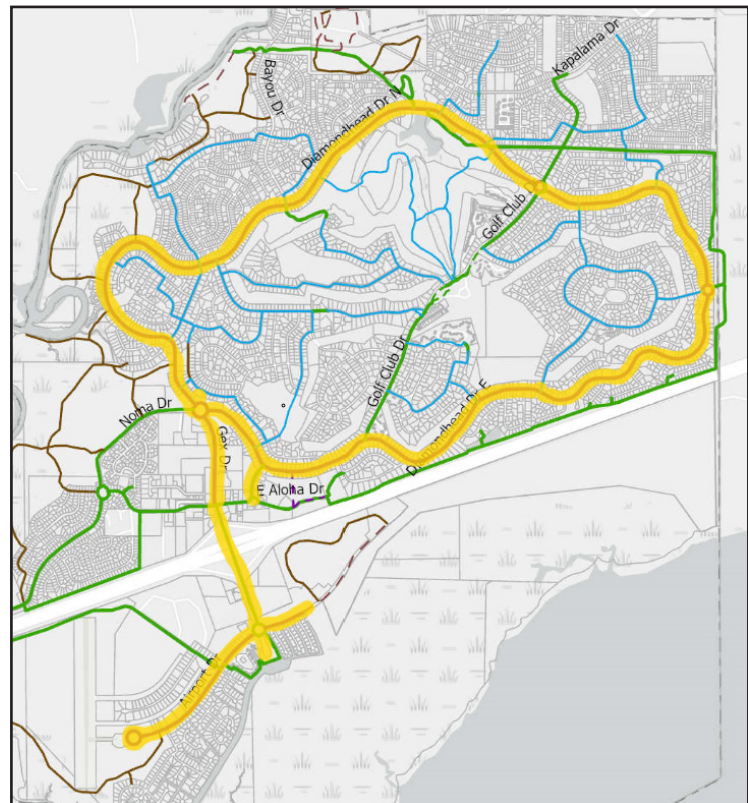 Kapalama Dr
Bayou Dr
Diamondhead Dr N
Golf Club D
Golf Club Dr
Diamondhead Dr E
Noma Dr
Gex Dr
E Aloha Dr
Airport Dr